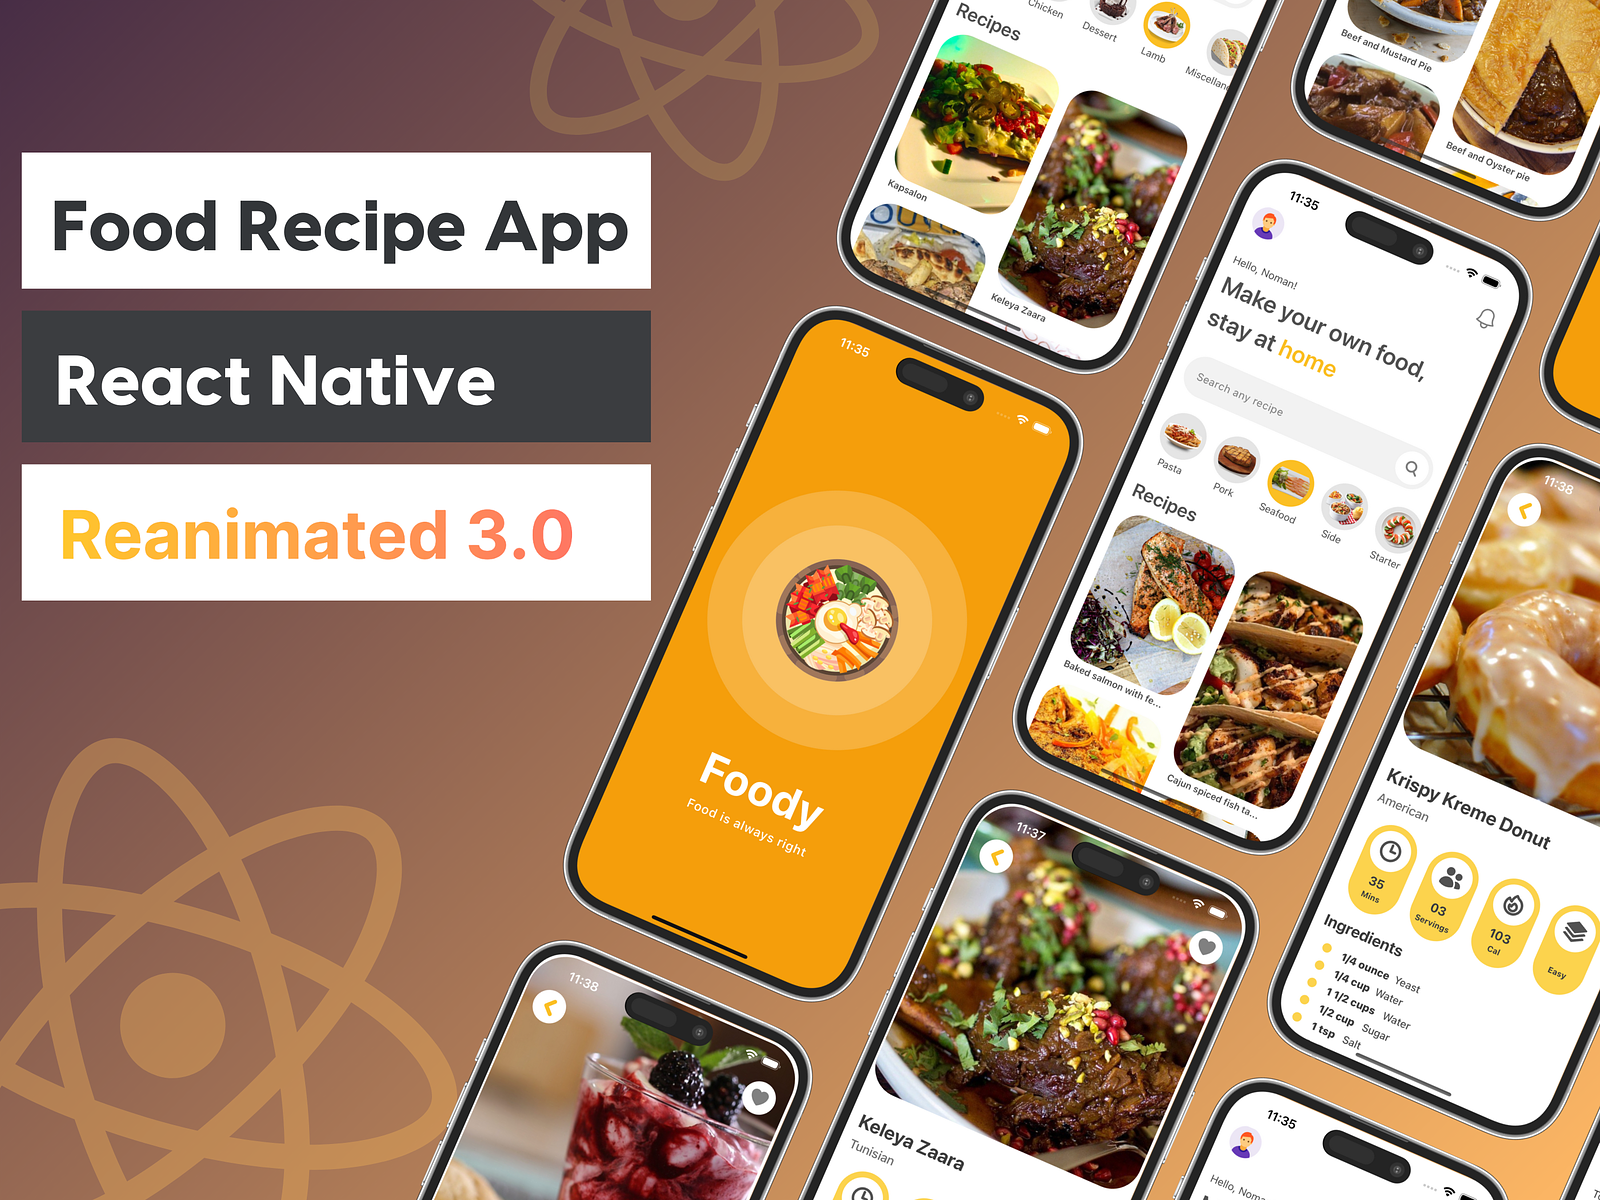 Food Recipe App
React Native
Reanimated 3.0
Chicken
Dessert
Lamb
Recipes
Kapsalon
Keleya Zaara
Beef and Mustard Pie
Beef and Oyster pie
11:35
Foody
Food is always right
11:35
Hello, Noman!
Make your own food,
stay at home
Search any recipe
Pasta
Pork
Seafood
Side
Starter
Recipes
Baked salmon with fe...
Cajun spiced fish ta...
11:38
Krispy Kreme Donut
American
35
Mins
03
Servings
103
Cal
Easy
Ingredients
1/4 ounce Yeast
1/4 cup Water
1 1/2 cups Water
1/2 cup Sugar
1 tsp Salt
11:37
Keleya Zaara
Tunisian
11:38
11:35
Hello,